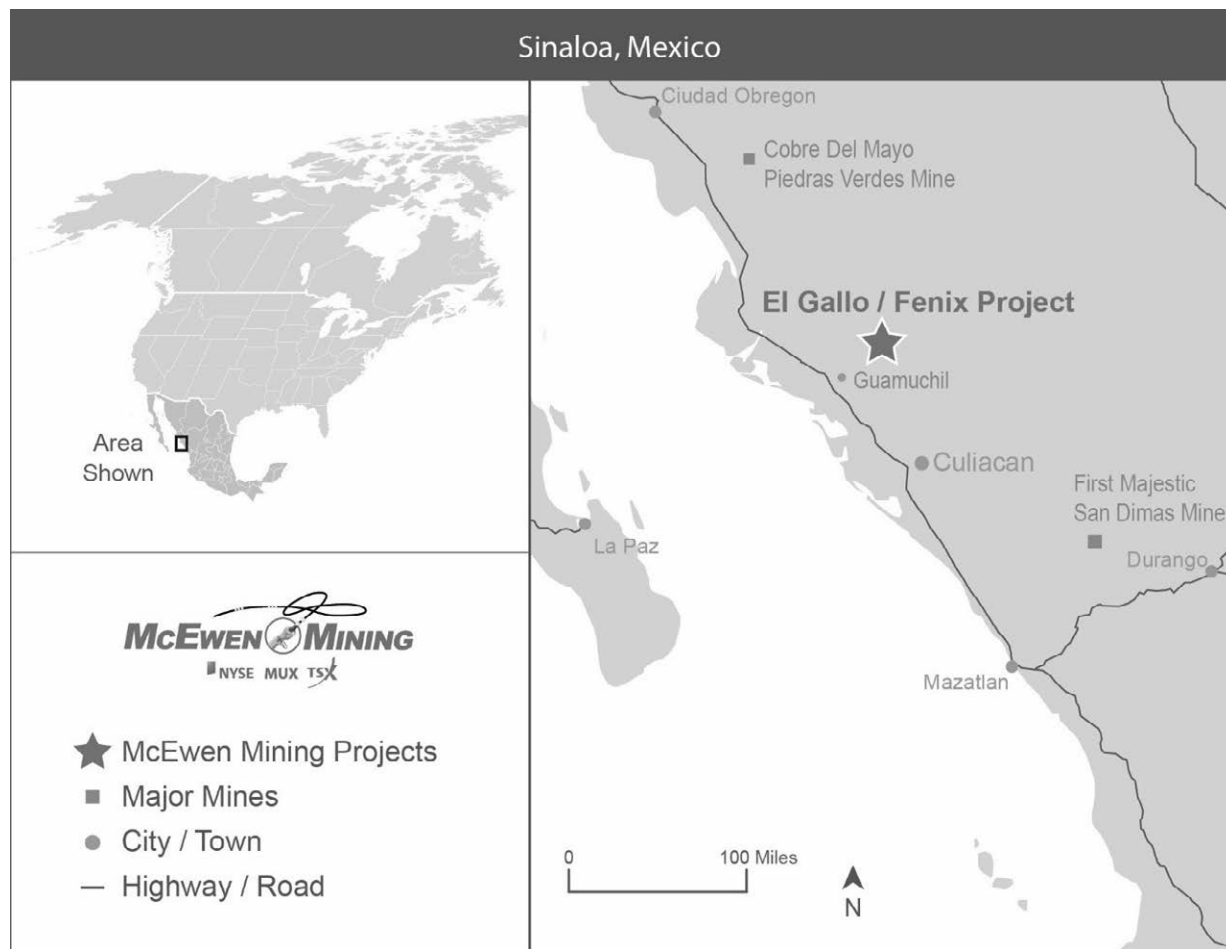 Sinaloa, Mexico
Area
Shown
McEwen Mining
NYSE MUX TSX
McEwen Mining Projects
Major Mines
City / Town
Highway / Road
Ciudad Obregon
Cobre Del Mayo
Piedras Verdes Mine
El Gallo / Fenix Project
Guamuchil
Culiacan
First Majestic
San Dimas Mine
La Paz
Durango
Mazatlan
0 100 Miles
N